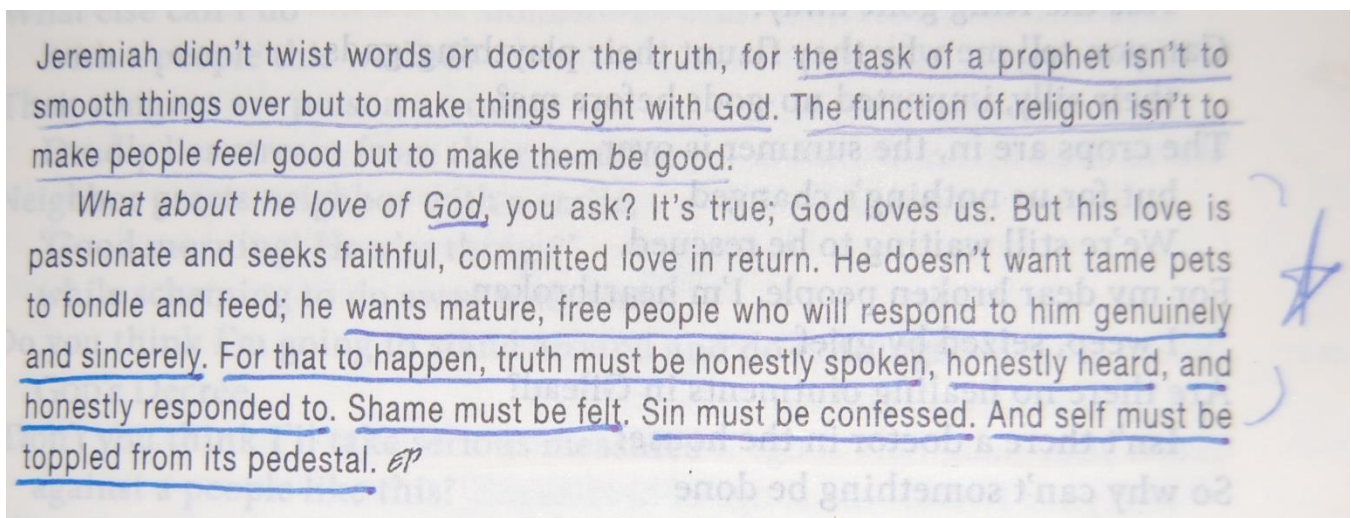 Jeremiah didn't twist words or doctor the truth, for the task of a prophet isn't to
smooth things over but to make things right with God. The function of religion isn't to
make people feel good but to make them be good.
What about the love of God, you ask? It's true; God loves us. But his love is
passionate and seeks faithful, committed love in return. He doesn't want tame pets
to fondle and feed; he wants mature, free people who will respond to him genuinely
and sincerely. For that to happen, truth must be honestly spoken, honestly heard, and
honestly responded to. Shame must be felt. Sin must be confessed. And self must be
toppled from its pedestal. EP